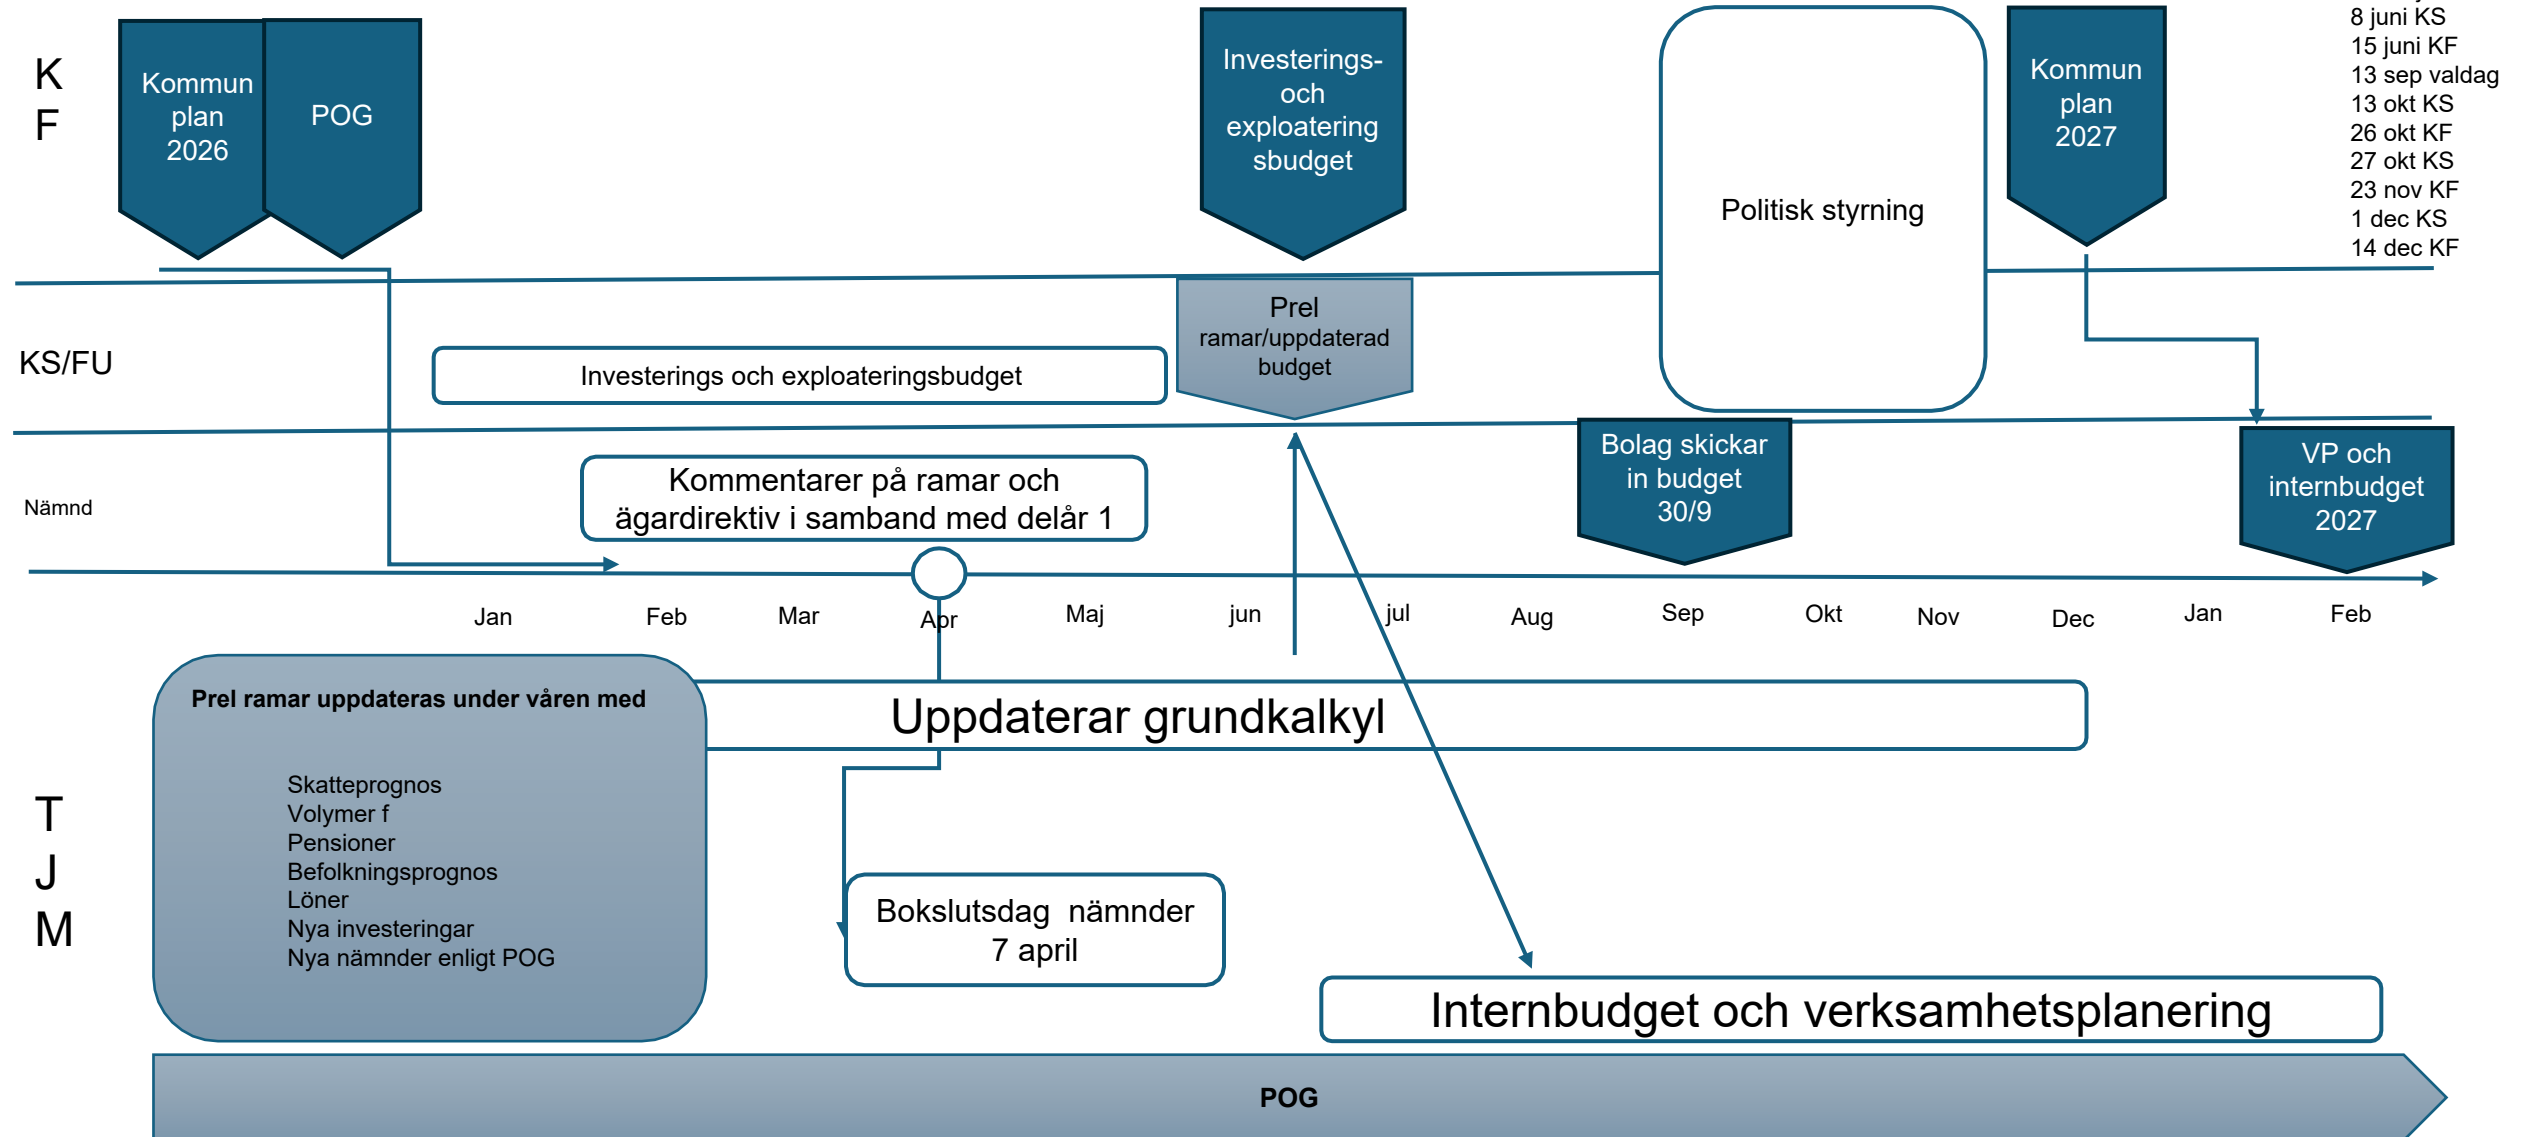 K
F
Kommun
plan
2026
POG
Investerings-
och
exploatering
sbudget
Politisk styrning
Kommun
plan
2027
8 juni KS
15 juni KF
13 sep valdag
13 okt KS
26 okt KF
27 okt KS
23 nov KF
1 dec KS
14 dec KF
KS/FU
Investerings och exploateringsbudget
Prel
ramar/uppdaterad
budget
Nämnd
Kommentarer på ramar och
ägardirektiv i samband med delår 1
Bolag skickar
in budget
30/9
VP och
internbudget
2027
Jan
Feb
Mar
Apr
Maj
jun
jul
Aug
Sep
Okt
Nov
Dec
Jan
Feb
T
J
M
Prel ramar uppdateras under våren med
Skatteprognos
Volymer f
Pensioner
Befolkningsprognos
Löner
Nya investeringar
Nya nämnder enligt POG
Uppdaterar grundkalkyl
Bokslutsdag  nämnder
7 april
Internbudget och verksamhetsplanering
POG